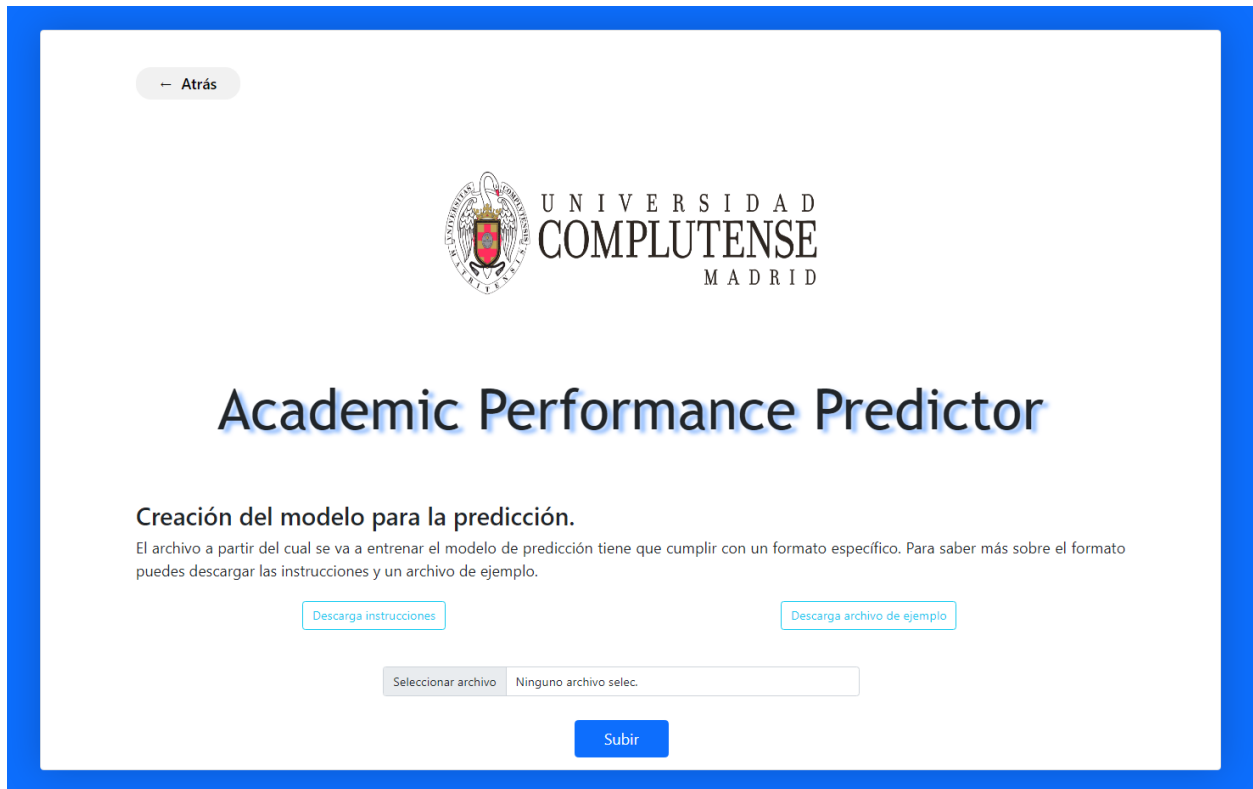 ← Atrás
UNIVERSIDAD
COMPLUTENSE
MADRID
UNIVERSITAS COMPLUTENSIS
MATRITENSIS
Academic Performance Predictor
Creación del modelo para la predicción.
El archivo a partir del cual se va a entrenar el modelo de predicción tiene que cumplir con un formato específico. Para saber más sobre el formato
puedes descargar las instrucciones y un archivo de ejemplo.
Descarga instrucciones
Descarga archivo de ejemplo
Seleccionar archivo Ninguno archivo selec.
Subir